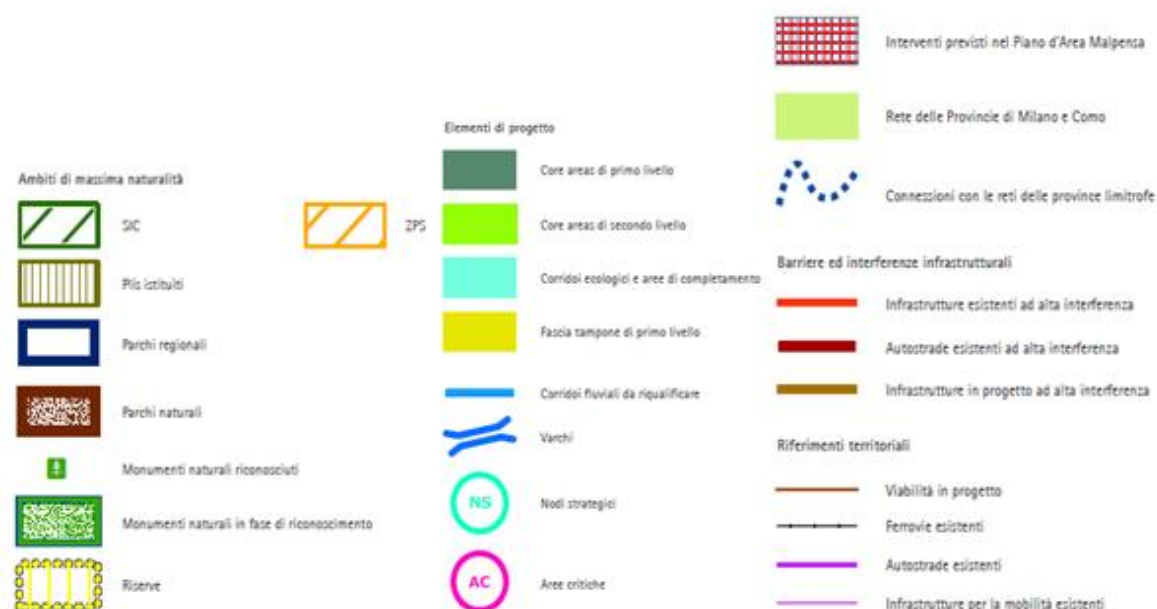 Ambiti di massima naturalità
SIC
ZPS
Plis istituiti
Parchi regionali
Parchi naturali
Monumenti naturali riconosciuti
Monumenti naturali in fase di riconoscimento
Riserve
Elementi di progetto
Core areas di primo livello
Core areas di secondo livello
Corridoi ecologici e aree di completamento
Fascia tampone di primo livello
Corridoi fluviali da riqualificare
Varchi
NS
Nodi strategici
AC
Aree critiche
Interventi previsti nel Piano d'Area Malpensa
Rete delle Provincie di Milano e Como
Connessioni con le reti delle province limitrofe
Barriere ed interferenze infrastrutturali
Infrastrutture esistenti ad alta interferenza
Autostrade esistenti ad alta interferenza
Infrastrutture in progetto ad alta interferenza
Riferimenti territoriali
Viabilità in progetto
Ferrovie esistenti
Autostrade esistenti
Infrastrutture per la mobilità esistenti